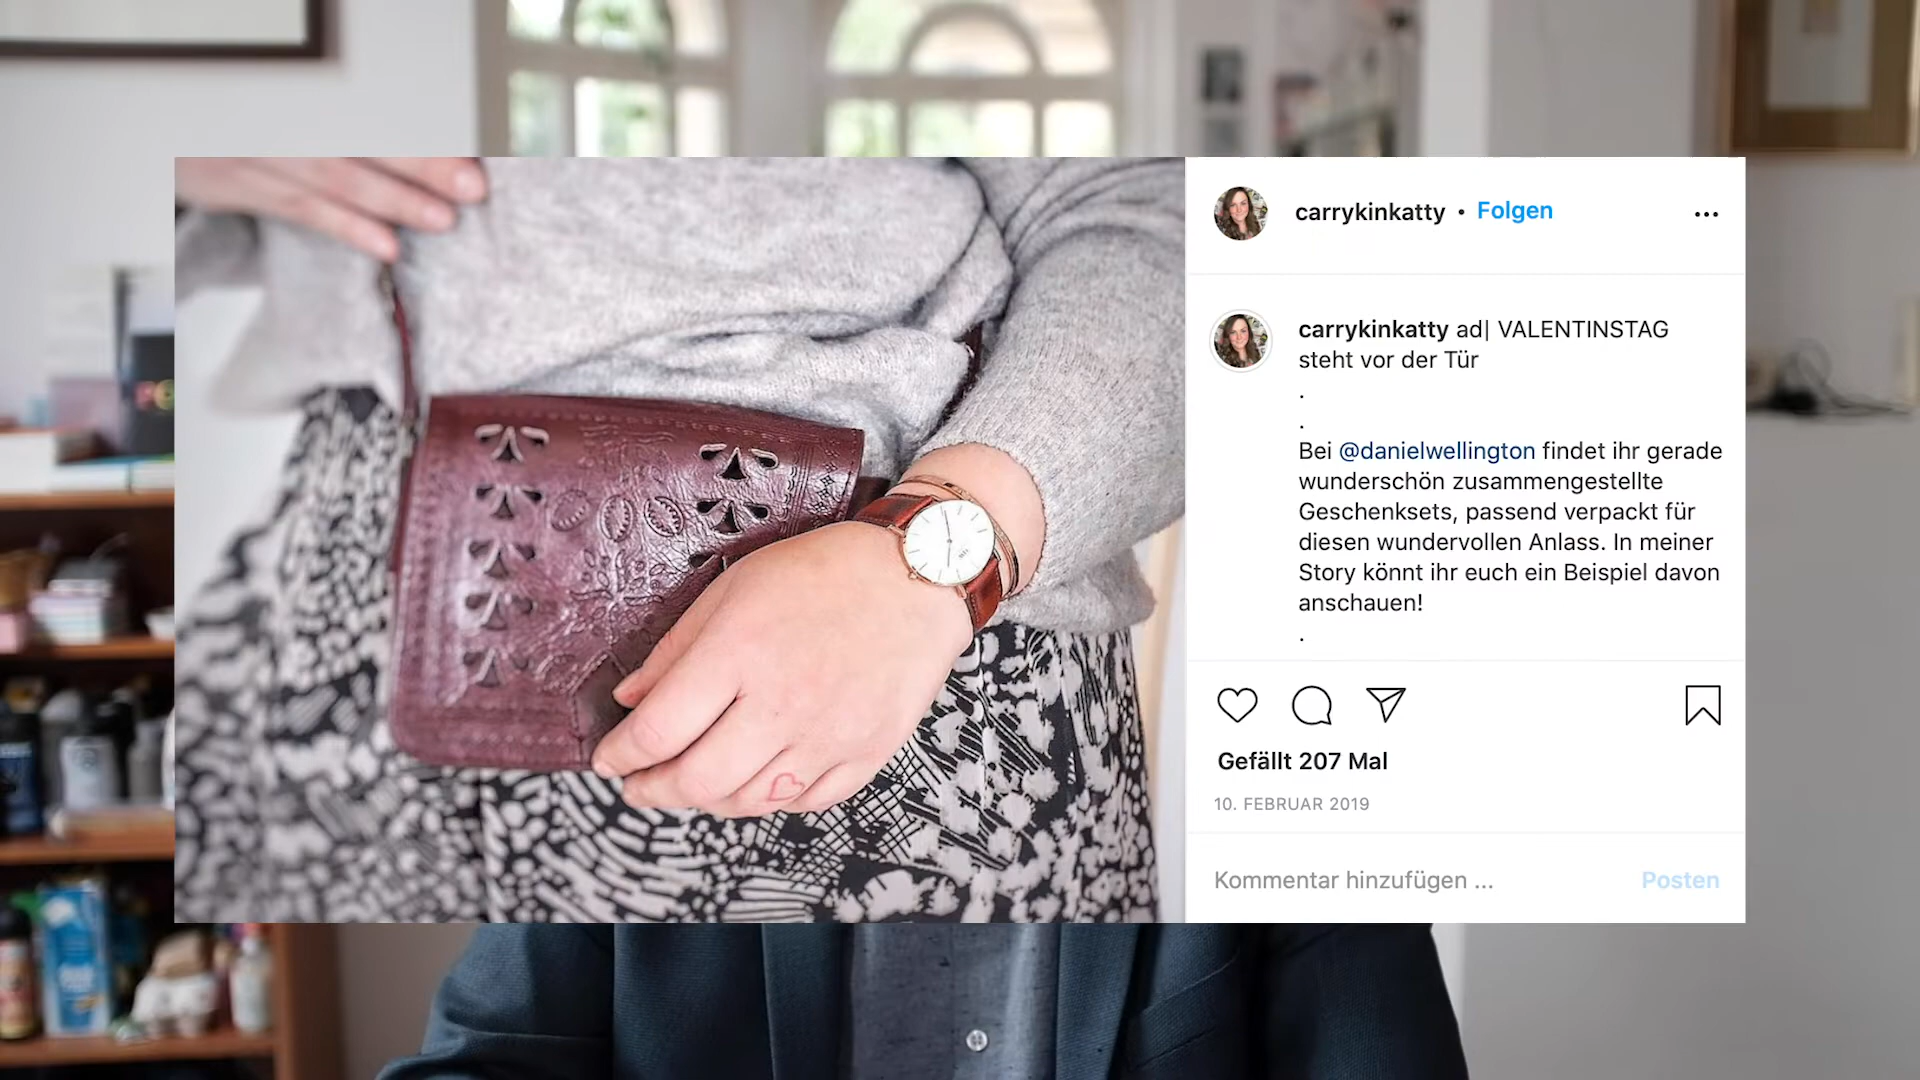 carrykinkatty • Folgen
carrykinkatty ad| VALENTINSTAG
steht vor der Tür
.
.
Bei @danielwellington findet ihr gerade
wunderschön zusammengestellte
Geschenksets, passend verpackt für
diesen wundervollen Anlass. In meiner
Story könnt ihr euch ein Beispiel davon
anschauen!
.
Gefällt 207 Mal
10. FEBRUAR 2019
Kommentar hinzufügen ...
Posten